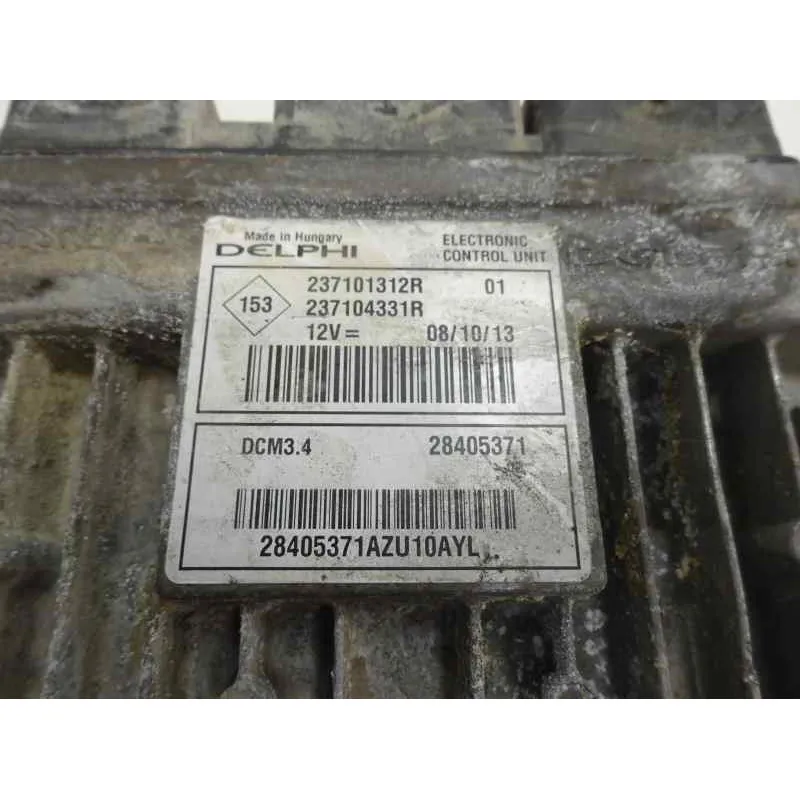 Made in Hungary
DELPHI
ELECTRONIC
CONTROL UNIT
153
237101312R 01
237104331R
12V= 08/10/13
DCM3.4 28405371
28405371AZU10AYL